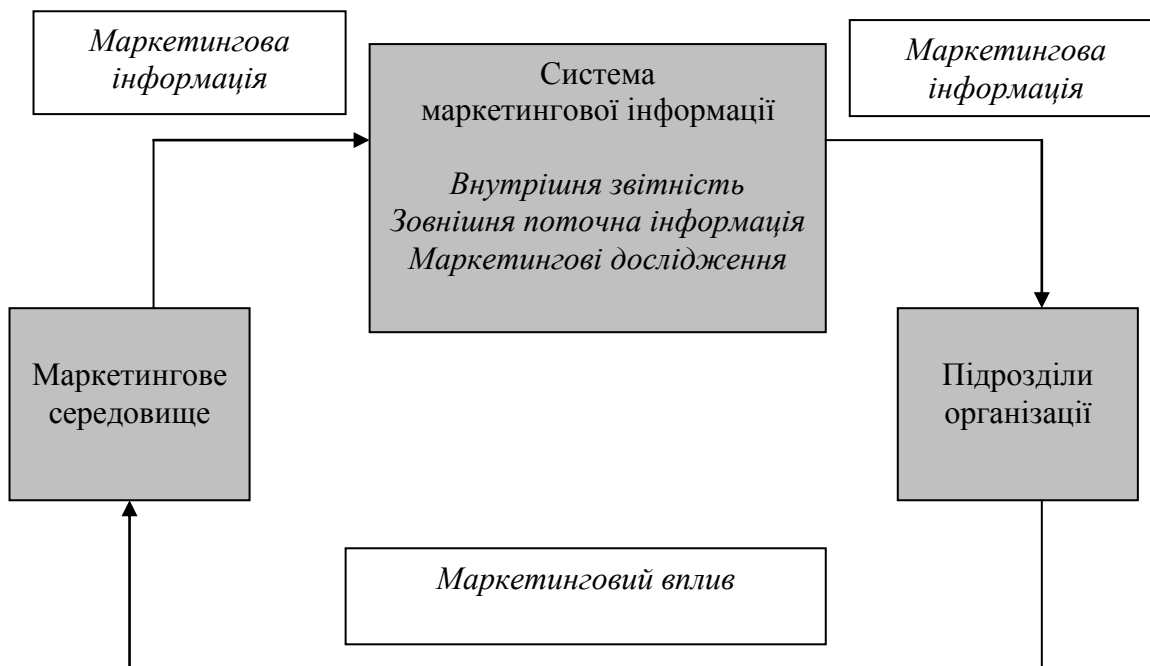 Маркетингова
інформація
Система
маркетингової інформації
Внутрішня звітність
Зовнішня поточна інформація
Маркетингові дослідження
Маркетингова
інформація
Маркетингове
середовище
Підрозділи
організації
Маркетинговий вплив